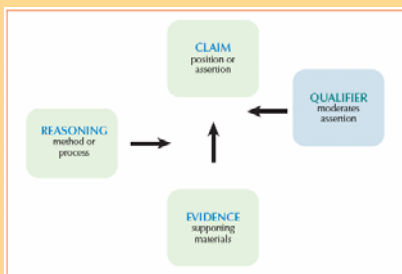 CLAIM
position or
assertion
QUALIFIER
moderates
assertion
REASONING
method or
process
EVIDENCE
supporting
materials